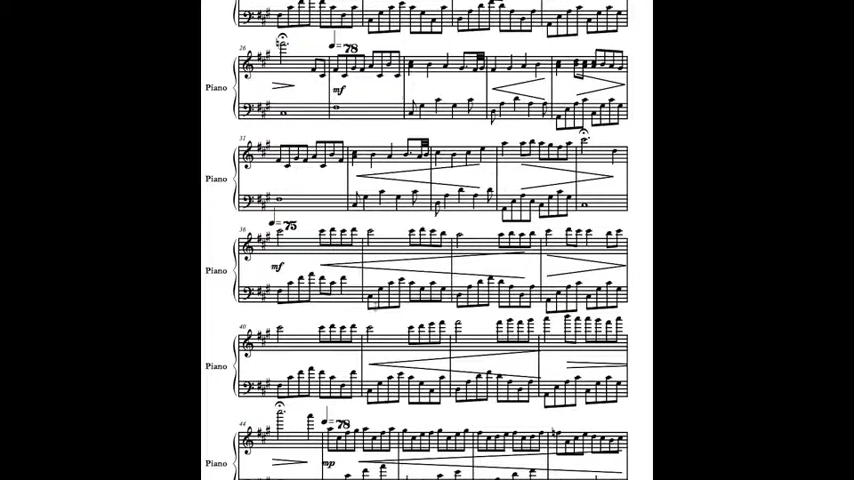 26
♩= 78
Piano
mf
31
Piano
♩= 75
36
mf
Piano
40
Piano
44
♩= 78
Piano
mp